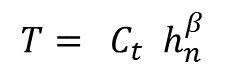 T = C_t h_n^β